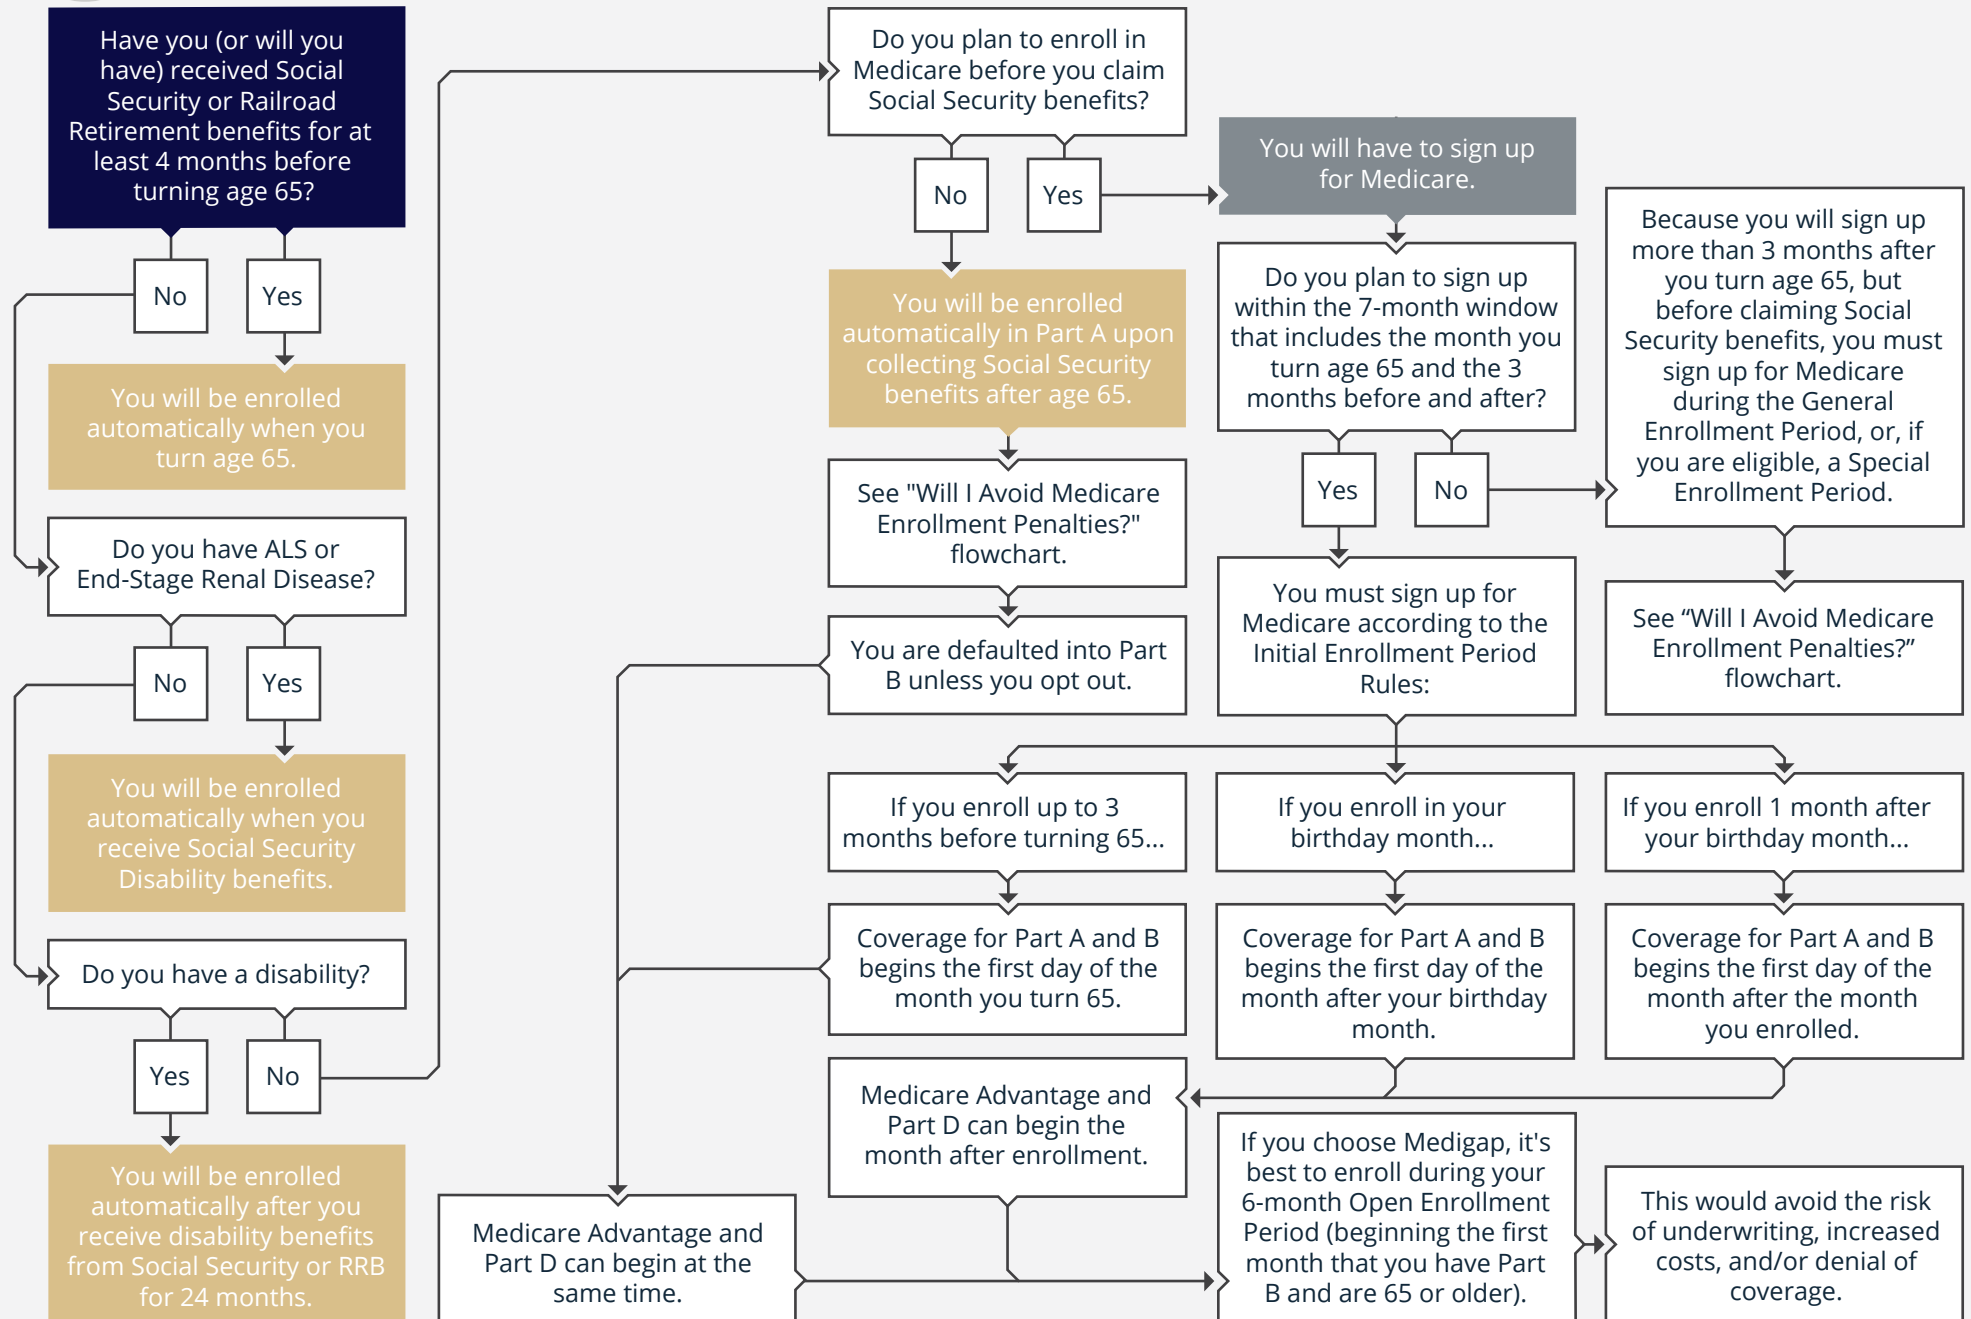 Have you (or will you
have) received Social
Security or Railroad
Retirement benefits for at
least 4 months before
turning age 65?
No
Yes
You will be enrolled
automatically when you
turn age 65.
Do you have ALS or
End-Stage Renal Disease?
No
Yes
You will be enrolled
automatically when you
receive Social Security
Disability benefits.
Do you have a disability?
Yes
No
You will be enrolled
automatically after you
receive disability benefits
from Social Security or RRB
for 24 months.
Do you plan to enroll in
Medicare before you claim
Social Security benefits?
No
Yes
You will be enrolled
automatically in Part A upon
collecting Social Security
benefits after age 65.
See "Will I Avoid Medicare
Enrollment Penalties?"
flowchart.
You are defaulted into Part
B unless you opt out.
You will have to sign up
for Medicare.
Do you plan to sign up
within the 7-month window
that includes the month you
turn age 65 and the 3
months before and after?
Yes
No
Because you will sign up
more than 3 months after
you turn age 65, but
before claiming Social
Security benefits, you must
sign up for Medicare
during the General
Enrollment Period, or, if
you are eligible, a Special
Enrollment Period.
See “Will I Avoid Medicare
Enrollment Penalties?”
flowchart.
You must sign up for
Medicare according to the
Initial Enrollment Period
Rules:
If you enroll up to 3
months before turning 65...
Coverage for Part A and B
begins the first day of the
month you turn 65.
If you enroll in your
birthday month...
Coverage for Part A and B
begins the first day of the
month after your birthday
month.
If you enroll 1 month after
your birthday month...
Coverage for Part A and B
begins the first day of the
month after the month
you enrolled.
Medicare Advantage and
Part D can begin the
month after enrollment.
Medicare Advantage and
Part D can begin at the
same time.
If you choose Medigap, it's
best to enroll during your
6-month Open Enrollment
Period (beginning the first
month that you have Part
B and are 65 or older).
This would avoid the risk
of underwriting, increased
costs, and/or denial of
coverage.